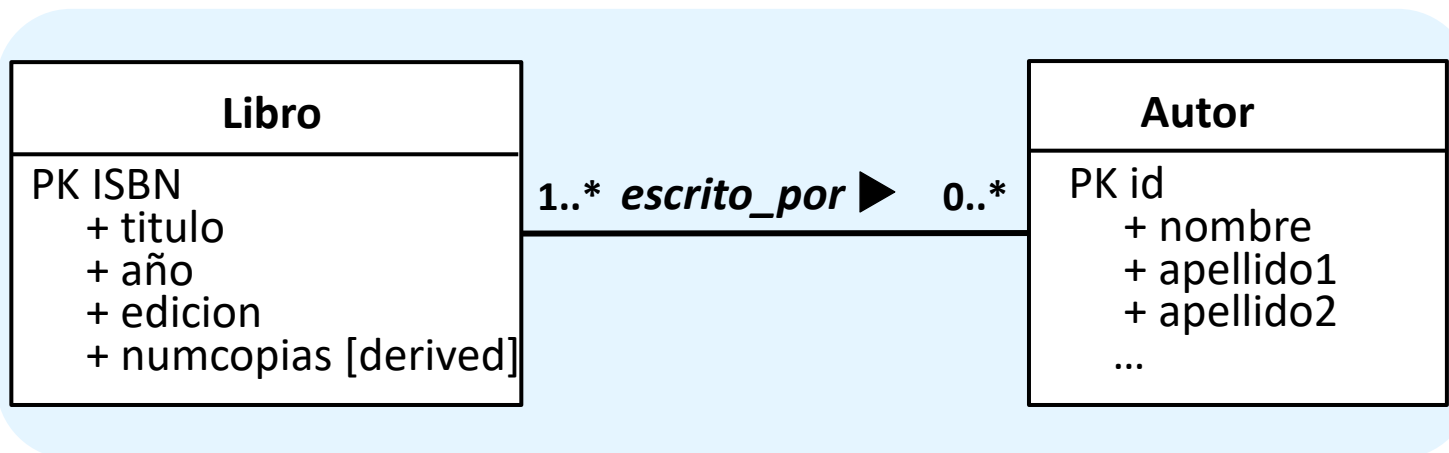 Libro
PK ISBN
+ titulo
+ año
+ edicion
+ numcopias [derived]
1..* escrito_por ▶ 0..*
Autor
PK id
+ nombre
+ apellido1
+ apellido2
...